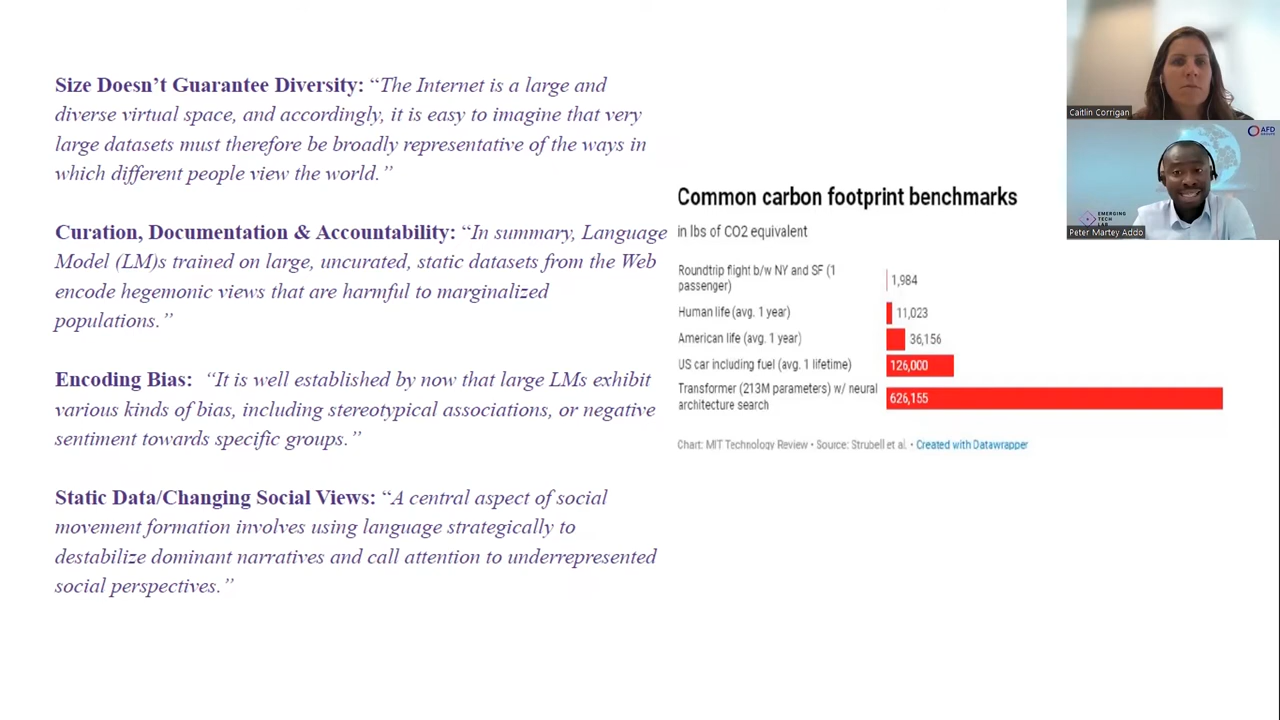 Size Doesn’t Guarantee Diversity: “The Internet is a large and
diverse virtual space, and accordingly, it is easy to imagine that very
large datasets must therefore be broadly representative of the ways in
which different people view the world.”
Curation, Documentation & Accountability: “In summary, Language
Model (LM)s trained on large, uncurated, static datasets from the Web
encode hegemonic views that are harmful to marginalized
populations.”
Encoding Bias: “It is well established by now that large LMs exhibit
various kinds of bias, including stereotypical associations, or negative
sentiment towards specific groups.”
Static Data/Changing Social Views: “A central aspect of social
movement formation involves using language strategically to
destabilize dominant narratives and call attention to underrepresented
social perspectives.”
Common carbon footprint benchmarks
in lbs of CO2 equivalent
Roundtrip flight b/w NY and SF (1
passenger)
1,984
Human life (avg. 1 year)
11,023
American life (avg. 1 year)
36,156
US car including fuel (avg. 1 lifetime)
126,000
Transformer (213M parameters) w/ neural
architecture search
626,155
Chart: MIT Technology Review • Source: Strubell et al. • Created with Datawrapper
Caitlin Corrigan
AFD
EMERGING
TECH
LAB
Peter Martey Addo